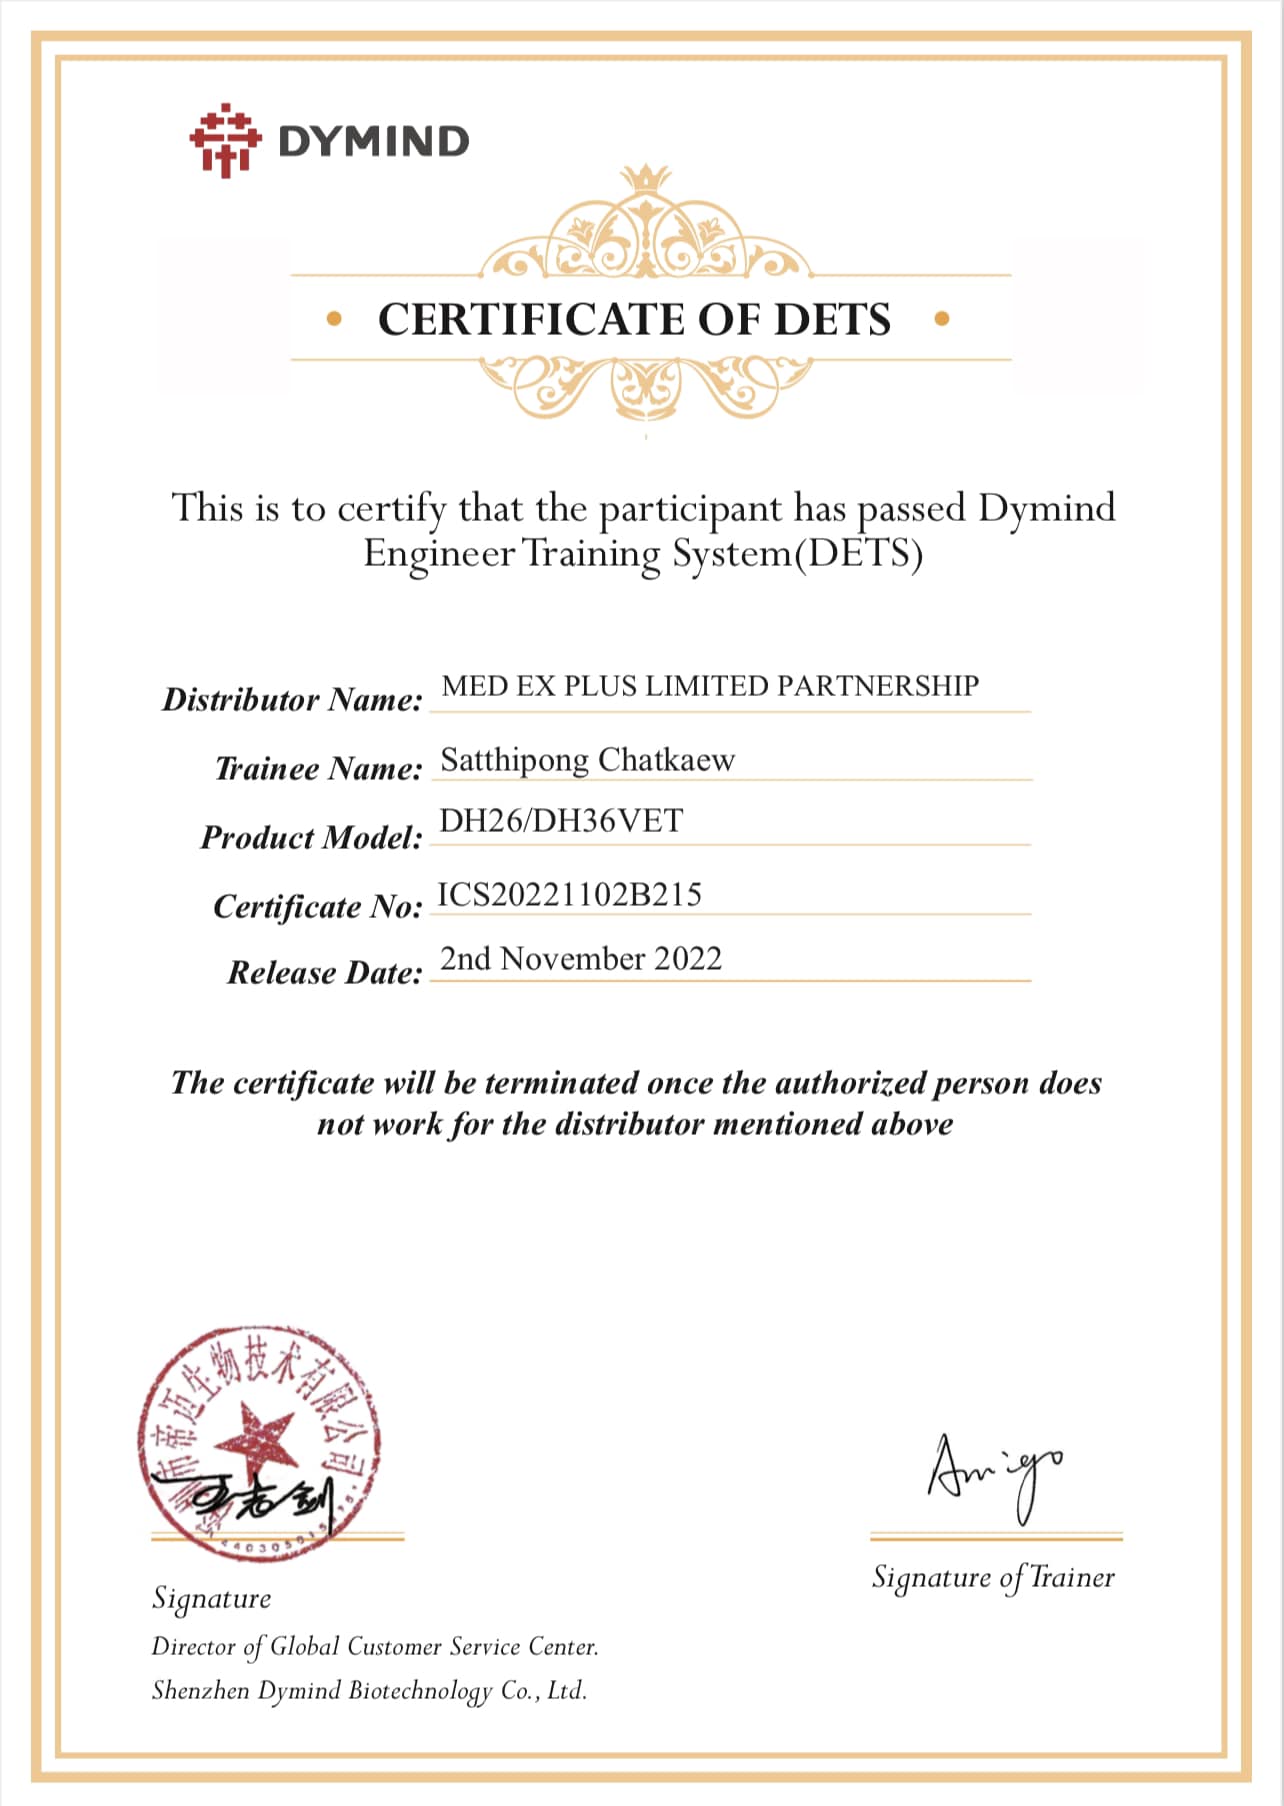 DYMIND
CERTIFICATE OF DETS
This is to certify that the participant has passed Dymind
Engineer Training System(DETS)
Distributor Name: MED EX PLUS LIMITED PARTNERSHIP
Trainee Name: Satthipong Chatkaew
Product Model: DH26/DH36VET
Certificate No: ICS20221102B215
Release Date: 2nd November 2022
The certificate will be terminated once the authorized person does
not work for the distributor mentioned above
市帝迈生物技术有限公司
王志剑
Amigo
Signature of Trainer
Signature
Director of Global Customer Service Center.
Shenzhen Dymind Biotechnology Co., Ltd.